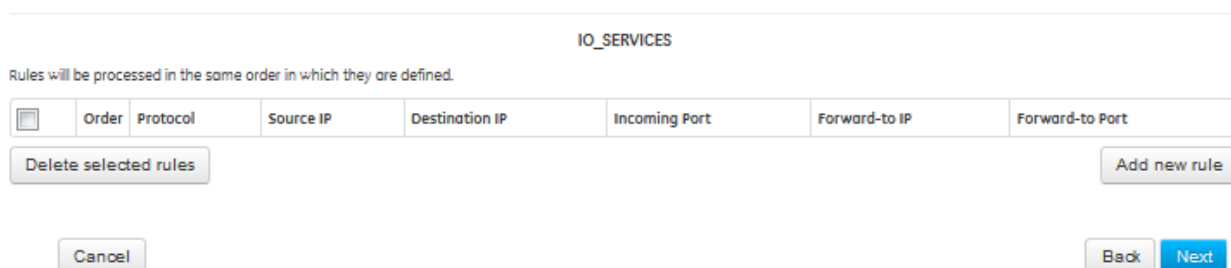 IO_SERVICES
Rules will be processed in the same order in which they are defined.
Order Protocol Source IP Destination IP Incoming Port Forward-to IP Forward-to Port
Delete selected rules Add new rule
Cancel Back Next